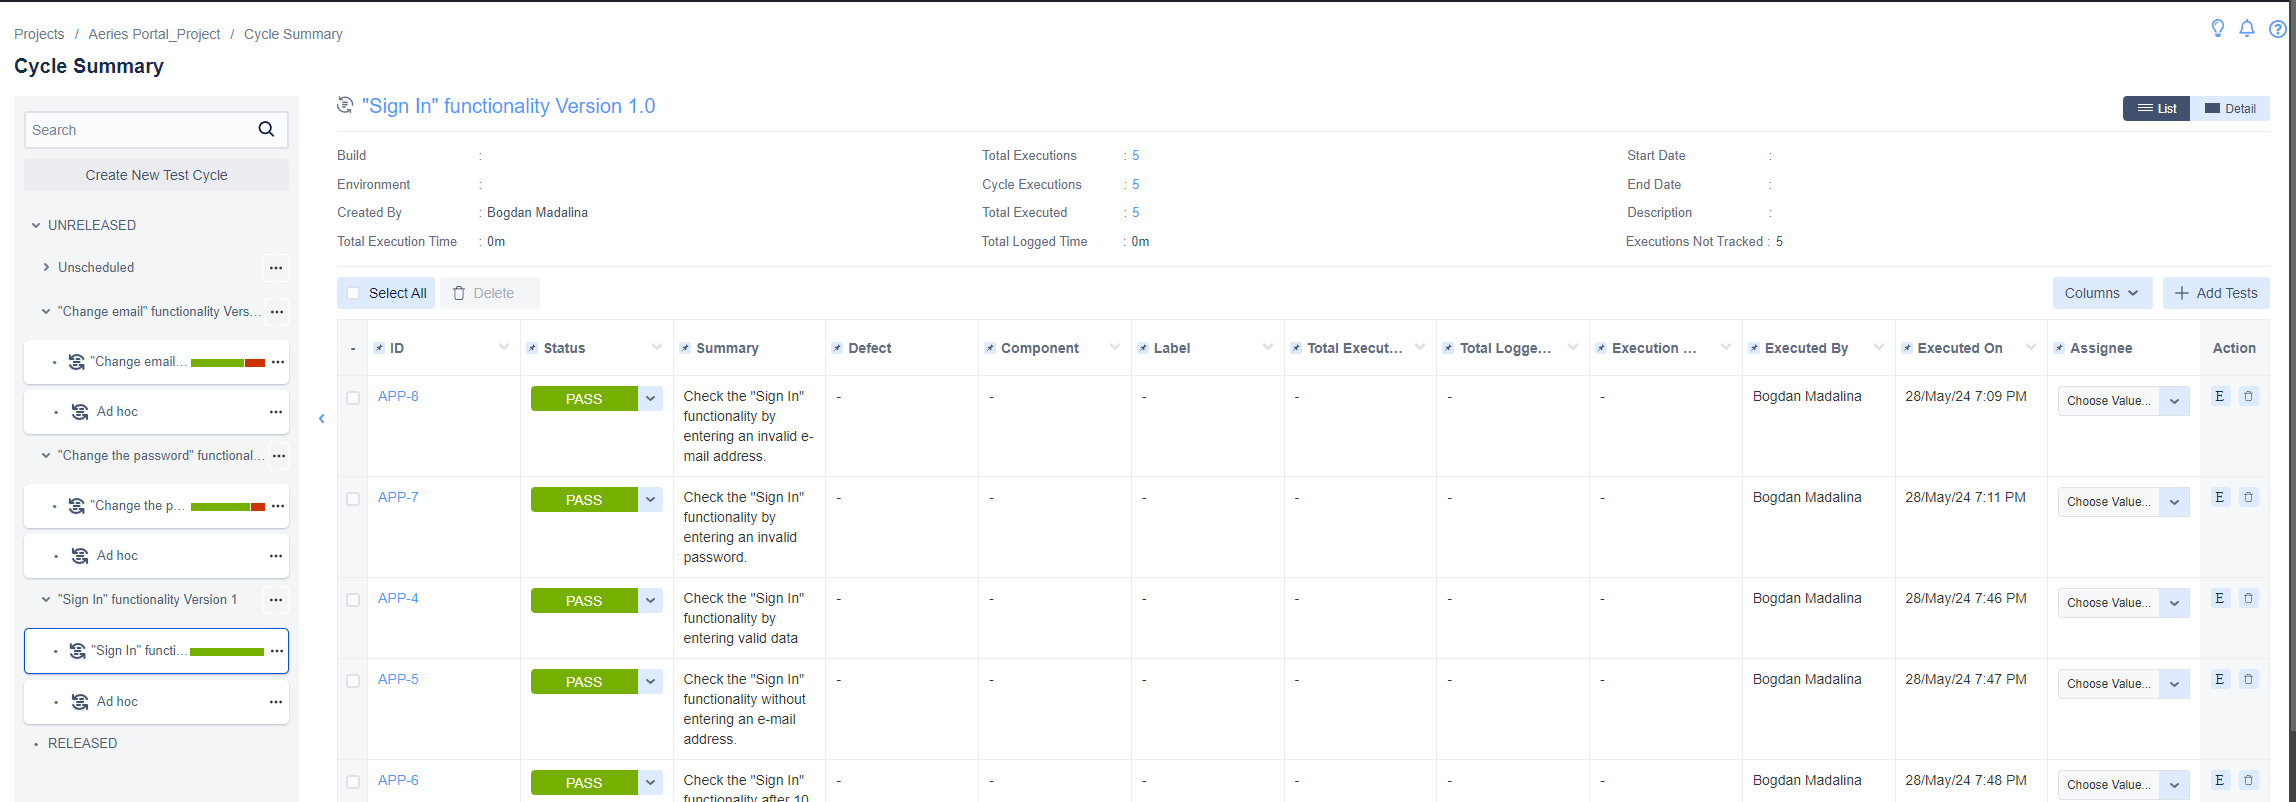 Projects / Aeries Portal_Project / Cycle Summary
Cycle Summary
Search
Create New Test Cycle
UNRELEASED
Unscheduled
"Change email" functionality Vers...
"Change email...
Ad hoc
"Change the password" functional...
"Change the p...
Ad hoc
"Sign In" functionality Version 1
"Sign In" functi...
Ad hoc
RELEASED
"Sign In" functionality Version 1.0
List
Detail
Build :
Total Executions : 5
Start Date :
Environment :
Cycle Executions : 5
End Date :
Created By : Bogdan Madalina
Total Executed : 5
Description :
Total Execution Time : 0m
Total Logged Time : 0m
Executions Not Tracked : 5
Select All
Delete
Columns
+ Add Tests
- ID Status Summary Defect Component Label Total Execut... Total Logge... Execution ... Executed By Executed On Assignee Action
APP-8 PASS Check the "Sign In" - - - - - - Bogdan Madalina 28/May/24 7:09 PM Choose Value... E
functionality by
entering an invalid e-
mail address.
APP-7 PASS Check the "Sign In" - - - - - - Bogdan Madalina 28/May/24 7:11 PM Choose Value... E
functionality by
entering an invalid
password.
APP-4 PASS Check the "Sign In" - - - - - - Bogdan Madalina 28/May/24 7:46 PM Choose Value... E
functionality by
entering valid data
APP-5 PASS Check the "Sign In" - - - - - - Bogdan Madalina 28/May/24 7:47 PM Choose Value... E
functionality without
entering an e-mail
address.
APP-6 PASS Check the "Sign In" - - - - - - Bogdan Madalina 28/May/24 7:48 PM Choose Value... E
functionality after 10